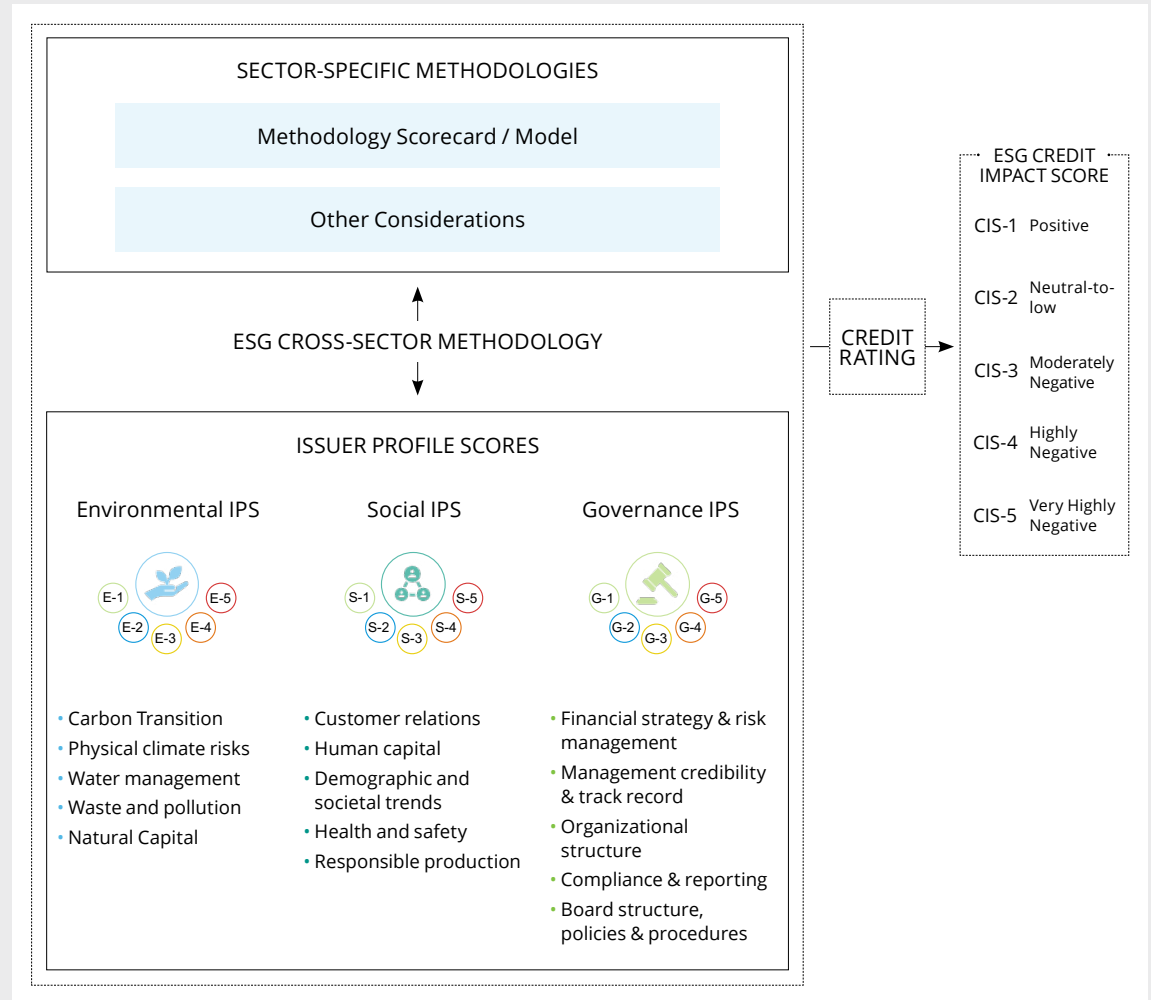 SECTOR-SPECIFIC METHODOLOGIES
Methodology Scorecard / Model
Other Considerations
ESG CROSS-SECTOR METHODOLOGY
ISSUER PROFILE SCORES
Environmental IPS
E-1
E-2
E-3
E-4
E-5
• Carbon Transition
• Physical climate risks
• Water management
• Waste and pollution
• Natural Capital
Social IPS
S-1
S-2
S-3
S-4
S-5
• Customer relations
• Human capital
• Demographic and
societal trends
• Health and safety
• Responsible production
Governance IPS
G-1
G-2
G-3
G-4
G-5
• Financial strategy & risk
management
• Management credibility
& track record
• Organizational
structure
• Compliance & reporting
• Board structure,
policies & procedures
CREDIT
RATING
ESG CREDIT
IMPACT SCORE
CIS-1 Positive
CIS-2 Neutral-to-
low
CIS-3 Moderately
Negative
CIS-4 Highly
Negative
CIS-5 Very Highly
Negative